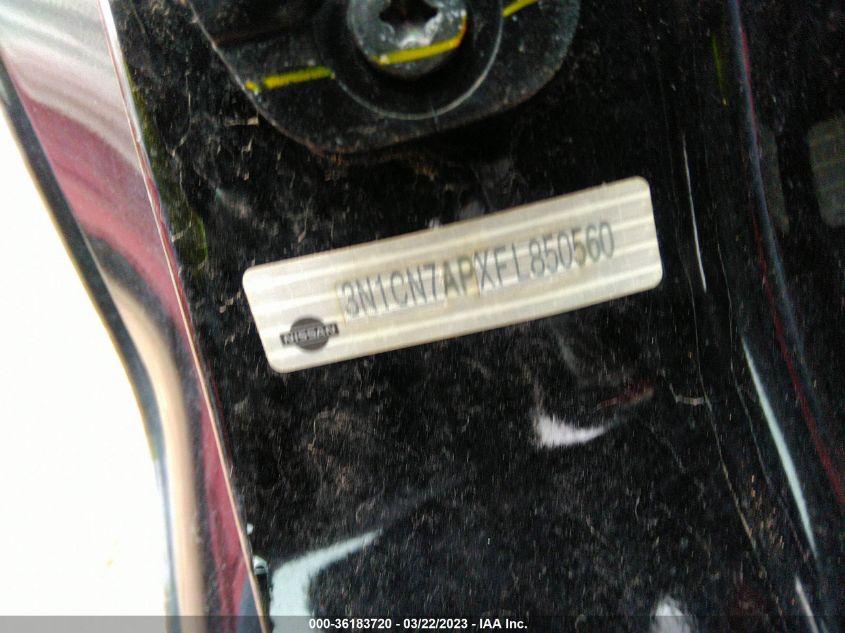 3N1CN7APXFL850560
NISSAN
000-36183720 - 03/22/2023 - IAA Inc.